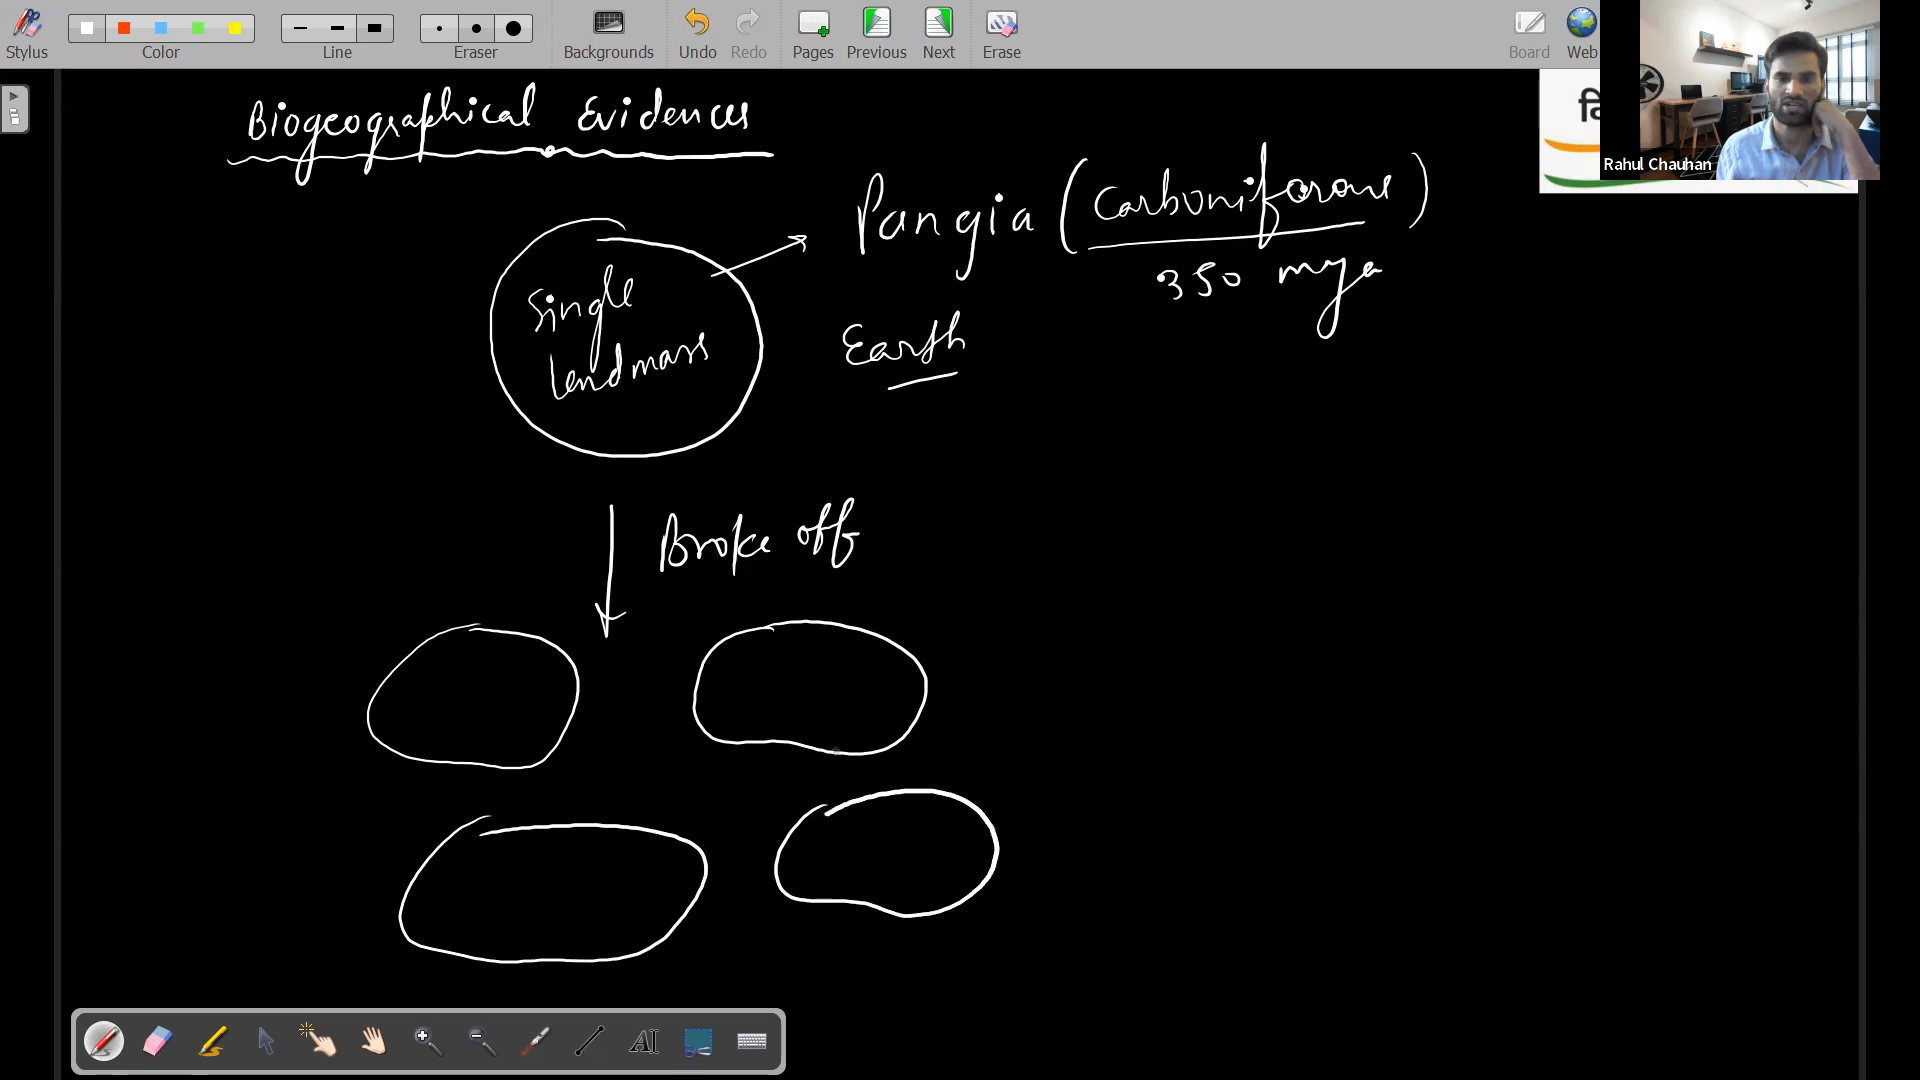 Stylus
Color
Line
Eraser
Backgrounds
Undo
Redo
Pages
Previous
Next
Erase
Board
Web
Rahul Chauhan
Biogeographical Evidences
Pangia (Carboniforous)
350 mya
Single
landmass
Earth
Broke off
AI